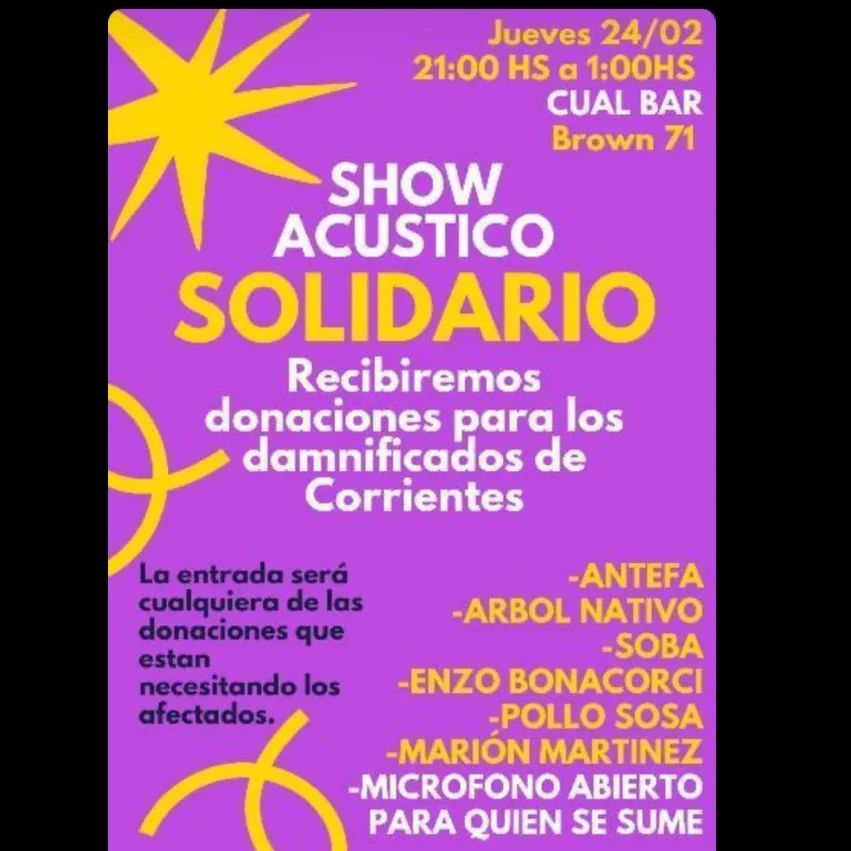 Jueves 24/02
21:00 HS a 1:00HS
CUAL BAR
Brown 71
SHOW
ACUSTICO
SOLIDARIO
Recibiremos
donaciones para los
damnificados de
Corrientes
La entrada será
cualquiera de las
donaciones que
estan
necesitando los
afectados.
-ANTEFA
-ARBOL NATIVO
-SOBA
-ENZO BONACORCI
-POLLO SOSA
-MARIÓN MARTINEZ
-MICROFONO ABIERTO
PARA QUIEN SE SUME